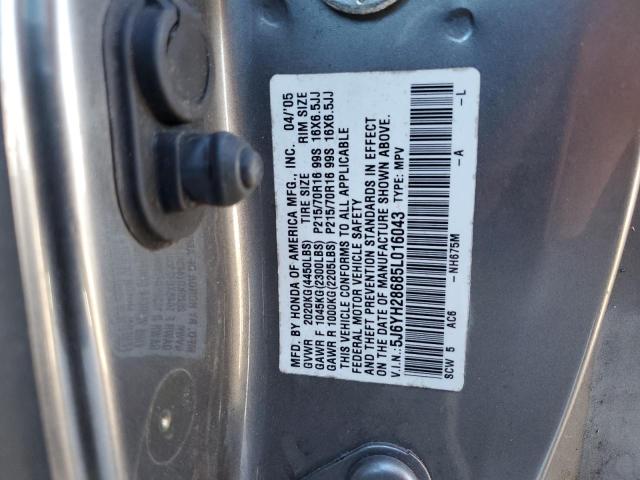 MFD. BY HONDA OF AMERICA MFG., INC. 04/'05
GVWR 2020KG(4450LBS) TIRE SIZE RIM SIZE
GAWR F 1045KG(2300LBS) P215/70R16 99S 16X6.5JJ
GAWR R 1000KG(2205LBS) P215/70R16 99S 16X6.5JJ
THIS VEHICLE CONFORMS TO ALL APPLICABLE
FEDERAL MOTOR VEHICLE SAFETY
AND THEFT PREVENTION STANDARDS IN EFFECT
ON THE DATE OF MANUFACTURE SHOWN ABOVE.
V.I.N.: 5J6YH28685L016043 TYPE: MPV
SCW 5 AC6 -NH675M -A -L